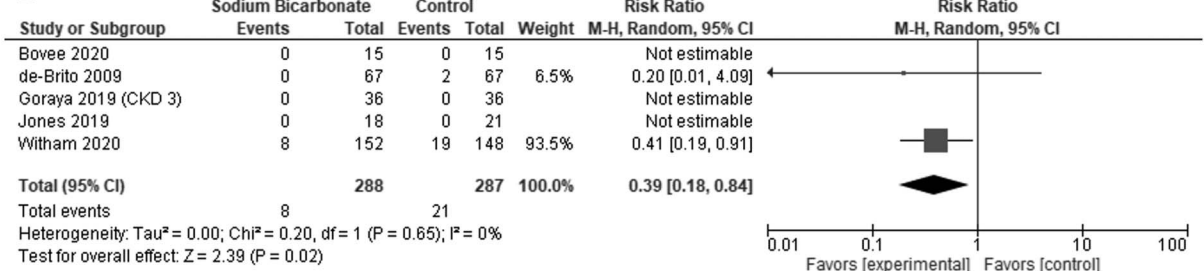 Sodium Bicarbonate Control Risk Ratio Risk Ratio
Study or Subgroup Events Total Events Total Weight M-H, Random, 95% CI M-H, Random, 95% CI
Bovee 2020 0 15 0 15 Not estimable
de-Brito 2009 0 67 2 67 6.5% 0.20 [0.01, 4.09]
Goraya 2019 (CKD 3) 0 36 0 36 Not estimable
Jones 2019 0 18 0 21 Not estimable
Witham 2020 8 152 19 148 93.5% 0.41 [0.19, 0.91]
Total (95% CI) 288 287 100.0% 0.39 [0.18, 0.84]
Total events 8 21
Heterogeneity: Tau² = 0.00; Chi² = 0.20, df = 1 (P = 0.65); I² = 0%
Test for overall effect: Z = 2.39 (P = 0.02)
0.01 0.1 1 10 100
Favors [experimental] Favors [control]